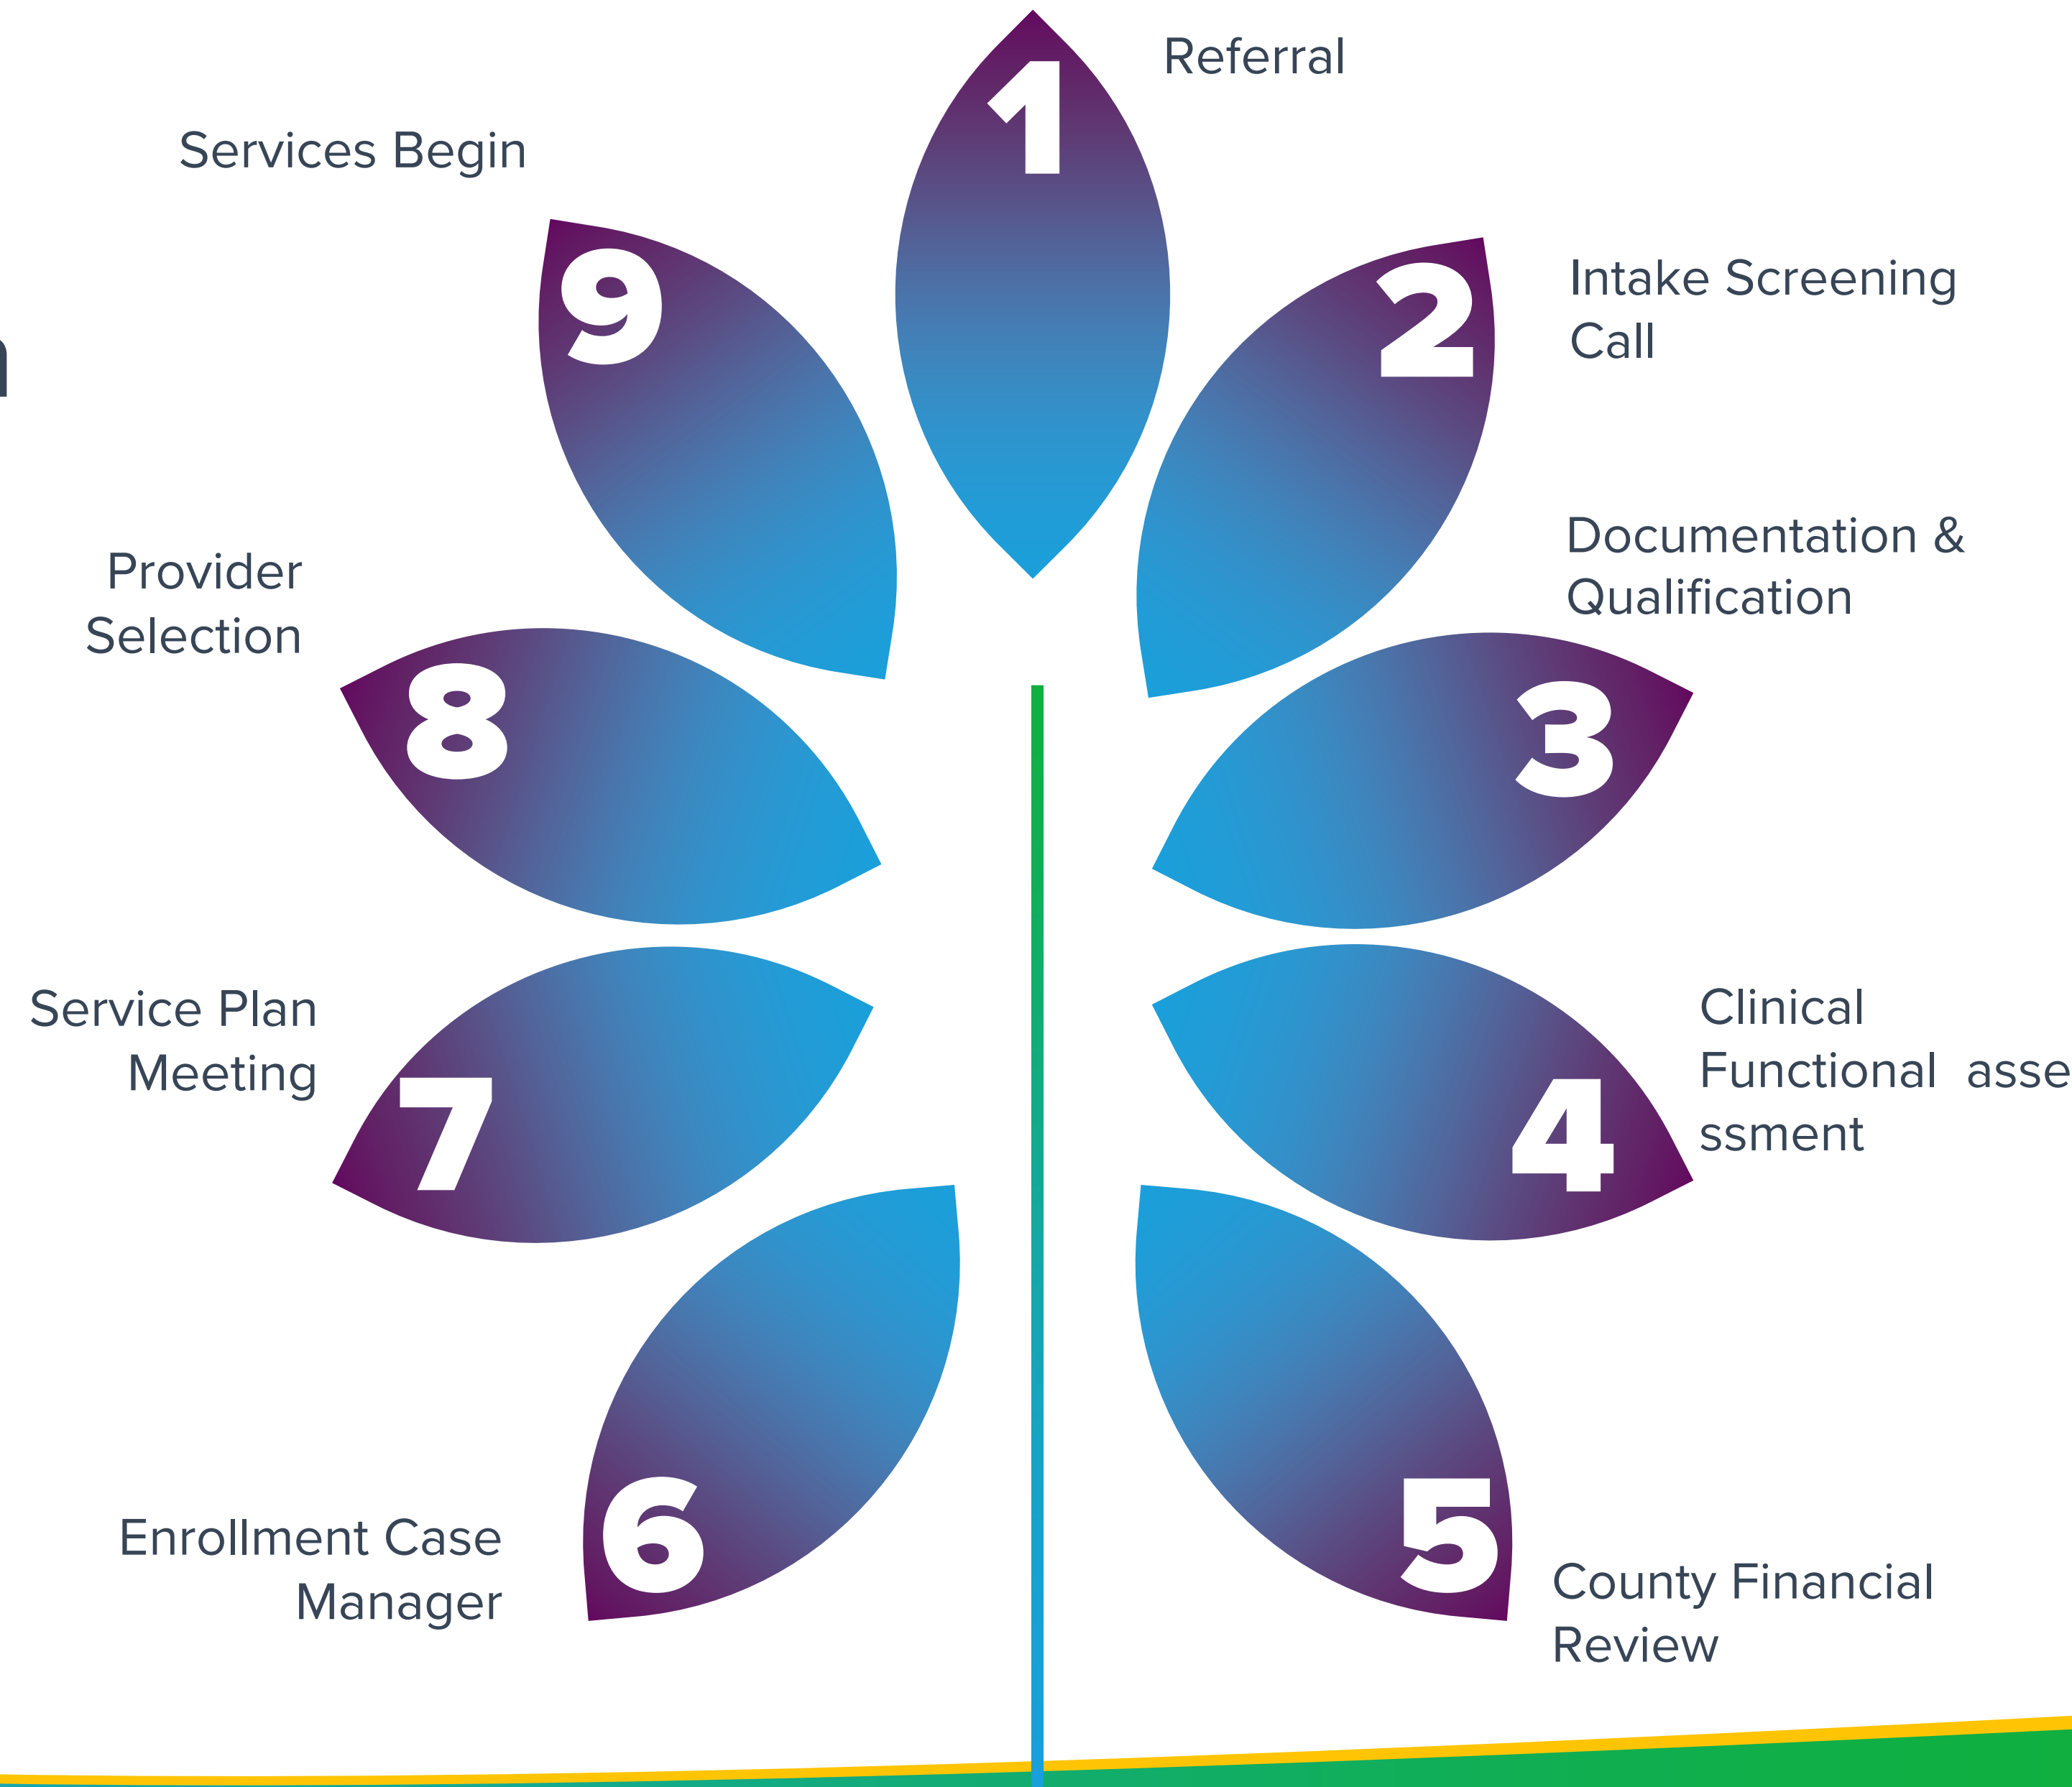 1
Referral
2
Intake Screening
Call
3
Documentation &
Qualification
4
Clinical
Functional asse
ssment
5
County Financial
Review
6
Enrollment Case
Manager
7
Service Plan
Meeting
8
Provider
Selection
9
Services Begin